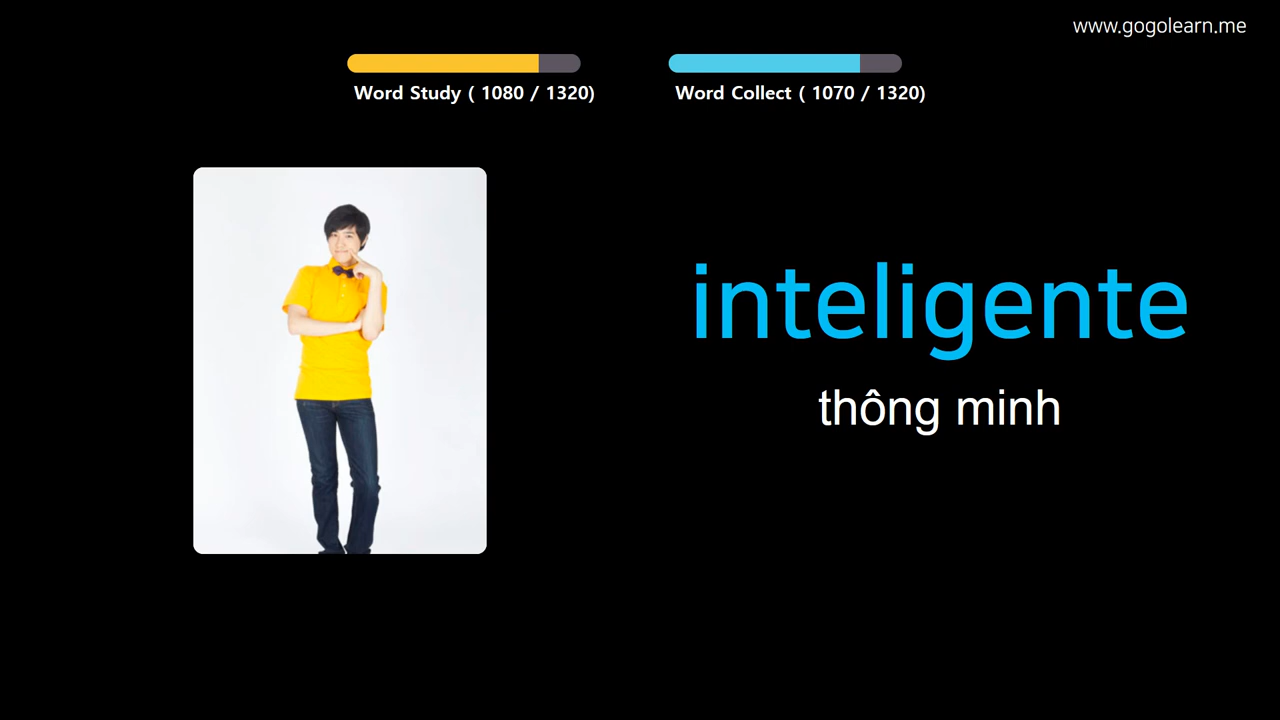 www.gogolearn.me
Word Study ( 1080 / 1320)
Word Collect ( 1070 / 1320)
inteligente
thông minh